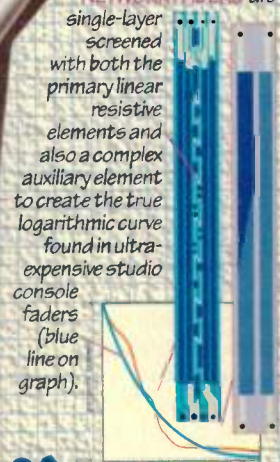 are
single-layer
screened
with both the
primary linear
resistive
elements and
also a complex
auxiliary element
to create the true
logarithmic curve
found in ultra-
expensive studio
console
faders
(blue
line on
graph).